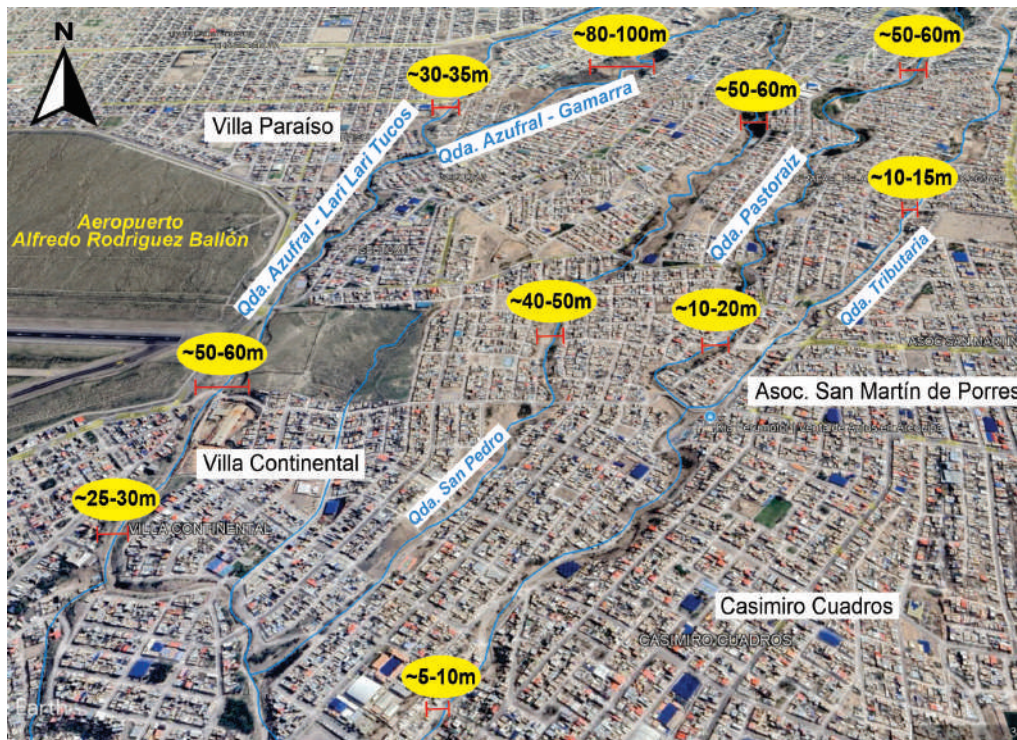 N
~80-100m
~50-60m
~30-35m
~50-60m
Villa Paraíso
Qda. Azufral - Gamarra
Qda. Azufral - Lari Lari Tucos
~10-15m
Aeropuerto
Alfredo Rodriguez Ballón
Qda. Pastoraiz
Qda. Tributaria
~40-50m
~10-20m
~50-60m
ASOC SAN MARTIN
Asoc. San Martín de Porres
Villa Continental
Qda. San Pedro
~25-30m
VILLA CONTINENTAL
Casimiro Cuadros
CASIMIRO CUADROS
~5-10m
Earth